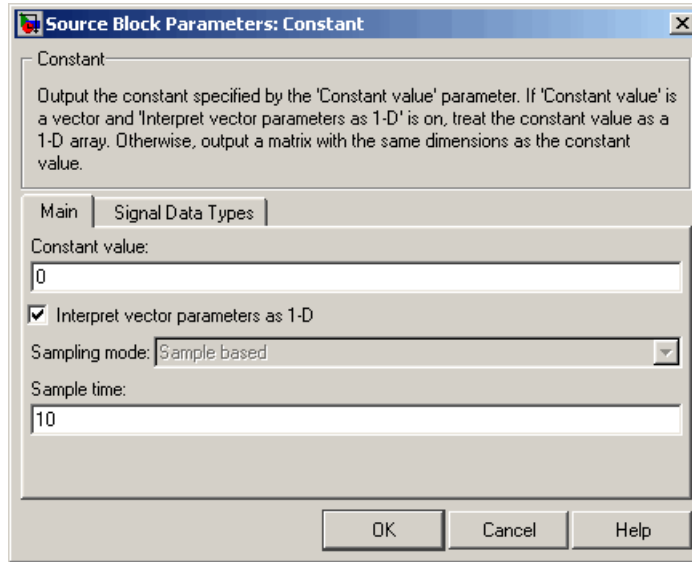 Source Block Parameters: Constant
Constant
Output the constant specified by the 'Constant value' parameter. If 'Constant value' is
a vector and 'Interpret vector parameters as 1-D' is on, treat the constant value as a
1-D array. Otherwise, output a matrix with the same dimensions as the constant
value.
Main Signal Data Types
Constant value:
0
Interpret vector parameters as 1-D
Sampling mode: Sample based
Sample time:
10
OK Cancel Help